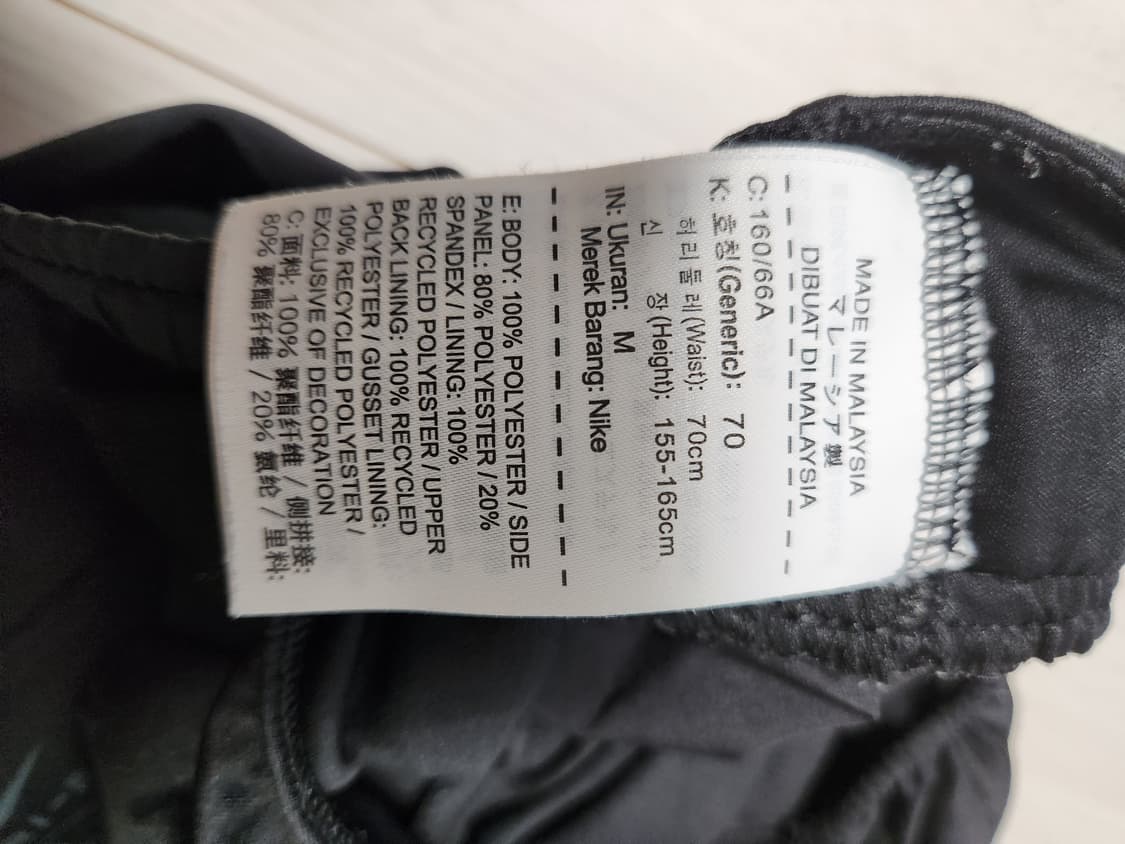 MADE IN MALAYSIA
マレーシア製
DIBUAT DI MALAYSIA
C: 160/66A
K: 호칭(Generic): 70
허리둘레(Waist): 70cm
신 장(Height): 155-165cm
IN: Ukuran: M
Merek Barang: Nike
E: BODY: 100% POLYESTER / SIDE
PANEL: 80% POLYESTER / 20%
SPANDEX / LINING: 100%
RECYCLED POLYESTER / UPPER
BACK LINING: 100% RECYCLED
POLYESTER / GUSSET LINING:
100% RECYCLED POLYESTER /
EXCLUSIVE OF DECORATION
C: 面料: 100% 聚酯纤维 / 侧拼接:
80% 聚酯纤维 / 20% 氨纶 / 里料: